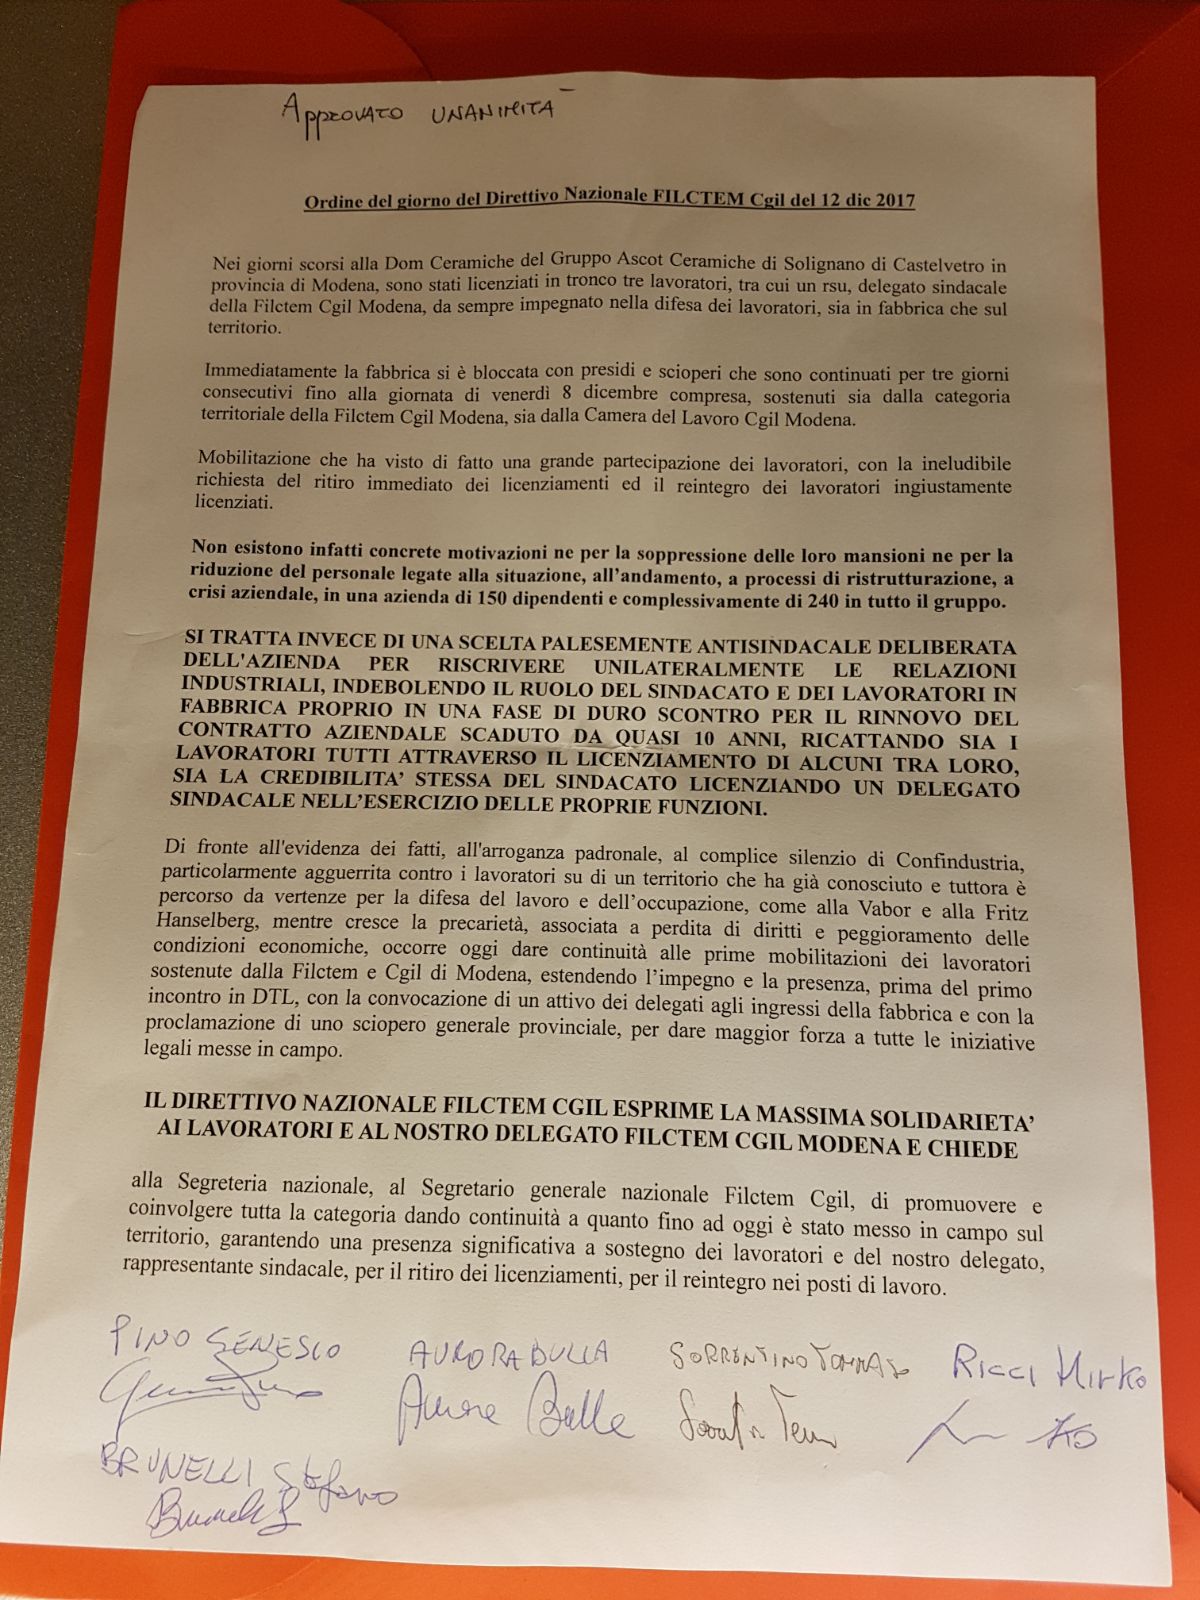 APPROVATO UNANIMITA'
Ordine del giorno del Direttivo Nazionale FILCTEM Cgil del 12 dic 2017
Nei giorni scorsi alla Dom Ceramiche del Gruppo Ascot Ceramiche di Solignano di Castelvetro in
provincia di Modena, sono stati licenziati in tronco tre lavoratori, tra cui un rsu, delegato sindacale
della Filctem Cgil Modena, da sempre impegnato nella difesa dei lavoratori, sia in fabbrica che sul
territorio.
Immediatamente la fabbrica si è bloccata con presidi e scioperi che sono continuati per tre giorni
consecutivi fino alla giornata di venerdì 8 dicembre compresa, sostenuti sia dalla categoria
territoriale della Filctem Cgil Modena, sia dalla Camera del Lavoro Cgil Modena.
Mobilitazione che ha visto di fatto una grande partecipazione dei lavoratori, con la ineludibile
richiesta del ritiro immediato dei licenziamenti ed il reintegro dei lavoratori ingiustamente
licenziati.
Non esistono infatti concrete motivazioni ne per la soppressione delle loro mansioni ne per la
riduzione del personale legate alla situazione, all'andamento, a processi di ristrutturazione, a
crisi aziendale, in una azienda di 150 dipendenti e complessivamente di 240 in tutto il gruppo.
SI TRATTA INVECE DI UNA SCELTA PALESEMENTE ANTISINDACALE DELIBERATA
DELL'AZIENDA PER RISCRIVERE UNILATERALMENTE LE RELAZIONI
INDUSTRIALI, INDEBOLENDO IL RUOLO DEL SINDACATO E DEI LAVORATORI IN
FABBRICA PROPRIO IN UNA FASE DI DURO SCONTRO PER IL RINNOVO DEL
CONTRATTO AZIENDALE SCADUTO DA QUASI 10 ANNI, RICATTANDO SIA I
LAVORATORI TUTTI ATTRAVERSO IL LICENZIAMENTO DI ALCUNI TRA LORO,
SIA LA CREDIBILITA' STESSA DEL SINDACATO LICENZIANDO UN DELEGATO
SINDACALE NELL'ESERCIZIO DELLE PROPRIE FUNZIONI.
Di fronte all'evidenza dei fatti, all'arroganza padronale, al complice silenzio di Confindustria,
particolarmente agguerrita contro i lavoratori su di un territorio che ha già conosciuto e tuttora è
percorso da vertenze per la difesa del lavoro e dell'occupazione, come alla Vabor e alla Fritz
Hanselberg, mentre cresce la precarietà, associata a perdita di diritti e peggioramento delle
condizioni economiche, occorre oggi dare continuità alle prime mobilitazioni dei lavoratori
sostenute dalla Filctem e Cgil di Modena, estendendo l'impegno e la presenza, prima del primo
incontro in DTL, con la convocazione di un attivo dei delegati agli ingressi della fabbrica e con la
proclamazione di uno sciopero generale provinciale, per dare maggior forza a tutte le iniziative
legali messe in campo.
IL DIRETTIVO NAZIONALE FILCTEM CGIL ESPRIME LA MASSIMA SOLIDARIETA'
AI LAVORATORI E AL NOSTRO DELEGATO FILCTEM CGIL MODENA E CHIEDE
alla Segreteria nazionale, al Segretario generale nazionale Filctem Cgil, di promuovere e
coinvolgere tutta la categoria dando continuità a quanto fino ad oggi è stato messo in campo sul
territorio, garantendo una presenza significativa a sostegno dei lavoratori e del nostro delegato,
rappresentante sindacale, per il ritiro dei licenziamenti, per il reintegro nei posti di lavoro.
PINO GENESIO AURORA BULLA SORRENTINO TOMMASO RICCI MIRKO
Aurora Bulla
BRUNELLI Stefano